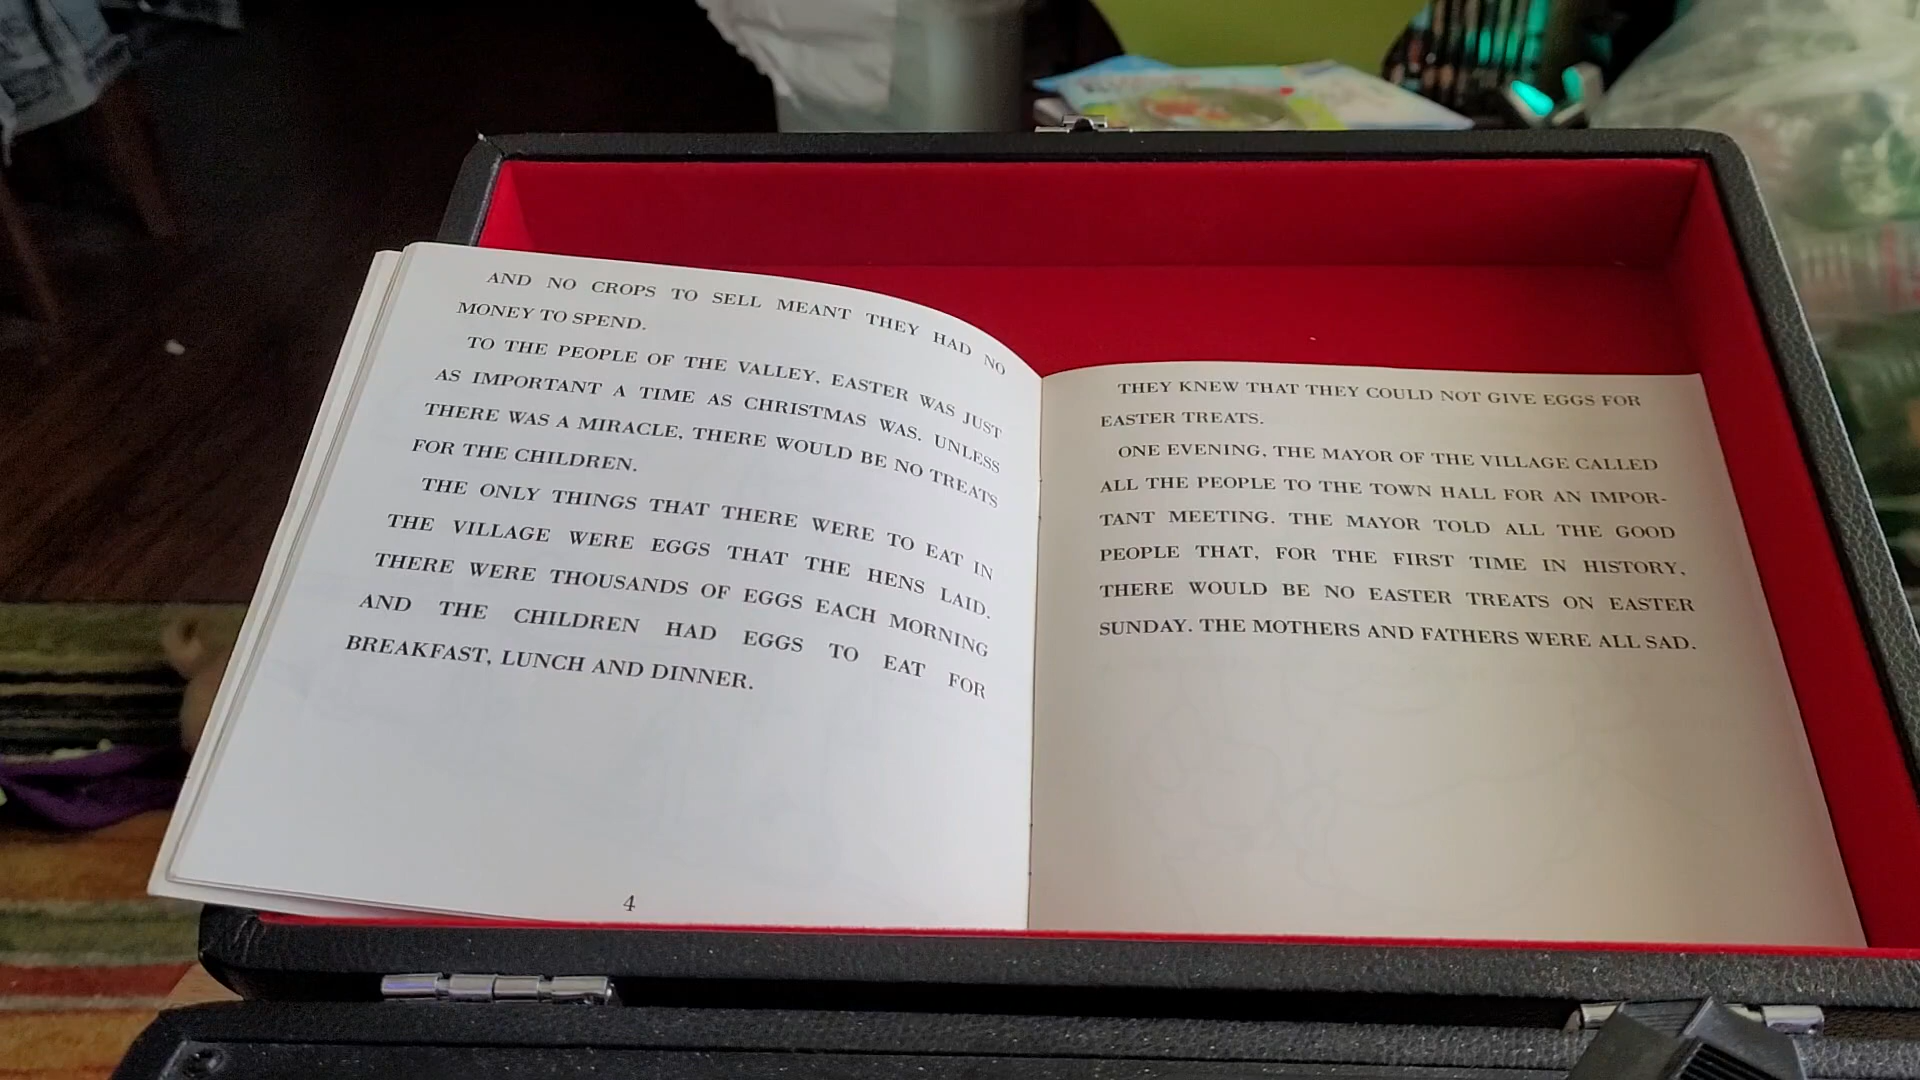 AND NO CROPS TO SELL MEANT THEY HAD NO
MONEY TO SPEND.
TO THE PEOPLE OF THE VALLEY, EASTER WAS JUST
AS IMPORTANT A TIME AS CHRISTMAS WAS. UNLESS
THERE WAS A MIRACLE, THERE WOULD BE NO TREATS
FOR THE CHILDREN.
THE ONLY THINGS THAT THERE WERE TO EAT IN
THE VILLAGE WERE EGGS THAT THE HENS LAID.
THERE WERE THOUSANDS OF EGGS EACH MORNING
AND THE CHILDREN HAD EGGS TO EAT FOR
BREAKFAST, LUNCH AND DINNER.
4
THEY KNEW THAT THEY COULD NOT GIVE EGGS FOR
EASTER TREATS.
ONE EVENING, THE MAYOR OF THE VILLAGE CALLED
ALL THE PEOPLE TO THE TOWN HALL FOR AN IMPOR-
TANT MEETING. THE MAYOR TOLD ALL THE GOOD
PEOPLE THAT, FOR THE FIRST TIME IN HISTORY,
THERE WOULD BE NO EASTER TREATS ON EASTER
SUNDAY. THE MOTHERS AND FATHERS WERE ALL SAD.